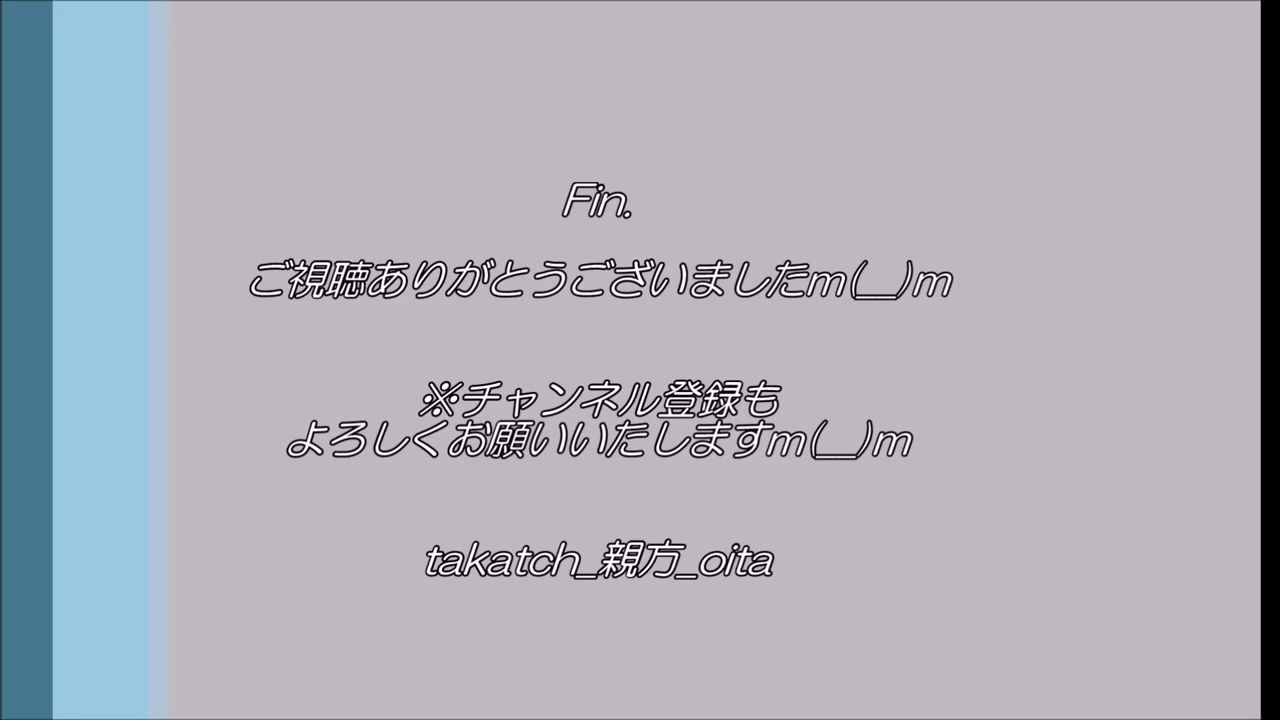 Fin.
ご視聴ありがとうございましたm(__)m
※チャンネル登録も
よろしくお願いいたしますm(__)m
takatch_親方_oita